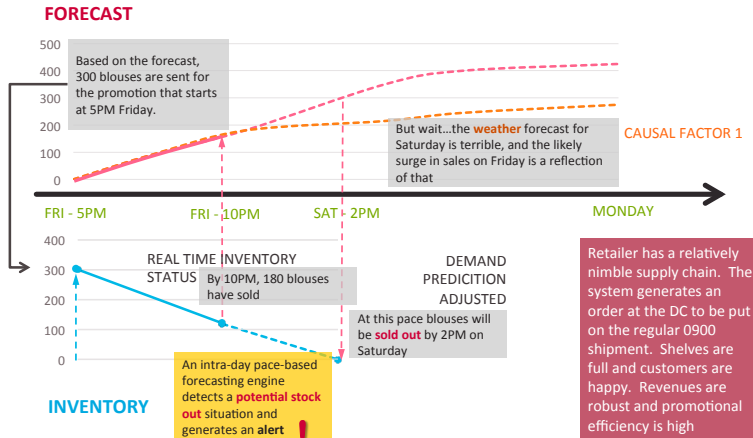 FORECAST
500
400
300
200
100
0
Based on the forecast,
300 blouses are sent for
the promotion that starts
at 5PM Friday.
But wait…the weather forecast for
Saturday is terrible, and the likely
surge in sales on Friday is a reflection
of that
CAUSAL FACTOR 1
FRI - 5PM
FRI - 10PM
SAT - 2PM
MONDAY
400
300
200
100
0
REAL TIME INVENTORY
STATUS
By 10PM, 180 blouses
have sold
DEMAND
PREDICITION
ADJUSTED
At this pace blouses will
be sold out by 2PM on
Saturday
An intra-day pace-based
forecasting engine
detects a potential stock
out situation and
generates an alert
!
INVENTORY
Retailer has a relatively
nimble supply chain. The
system generates an
order at the DC to be put
on the regular 0900
shipment. Shelves are
full and customers are
happy. Revenues are
robust and promotional
efficiency is high